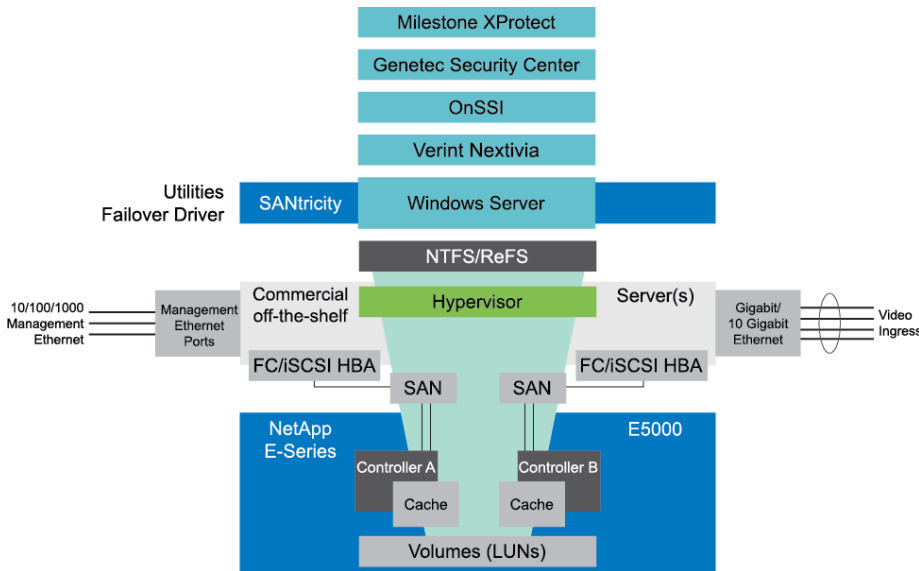 Milestone XProtect
Genetec Security Center
OnSSI
Verint Nextivia
Utilities
Failover Driver
SANtricity
Windows Server
NTFS/ReFS
10/100/1000
Management
Ethernet
Management
Ethernet
Ports
Commercial
off-the-shelf
Hypervisor
Server(s)
Gigabit/
10 Gigabit
Ethernet
Video
Ingress
FC/iSCSI HBA
SAN
SAN
FC/iSCSI HBA
NetApp
E-Series
E5000
Controller A
Cache
Controller B
Cache
Volumes (LUNs)